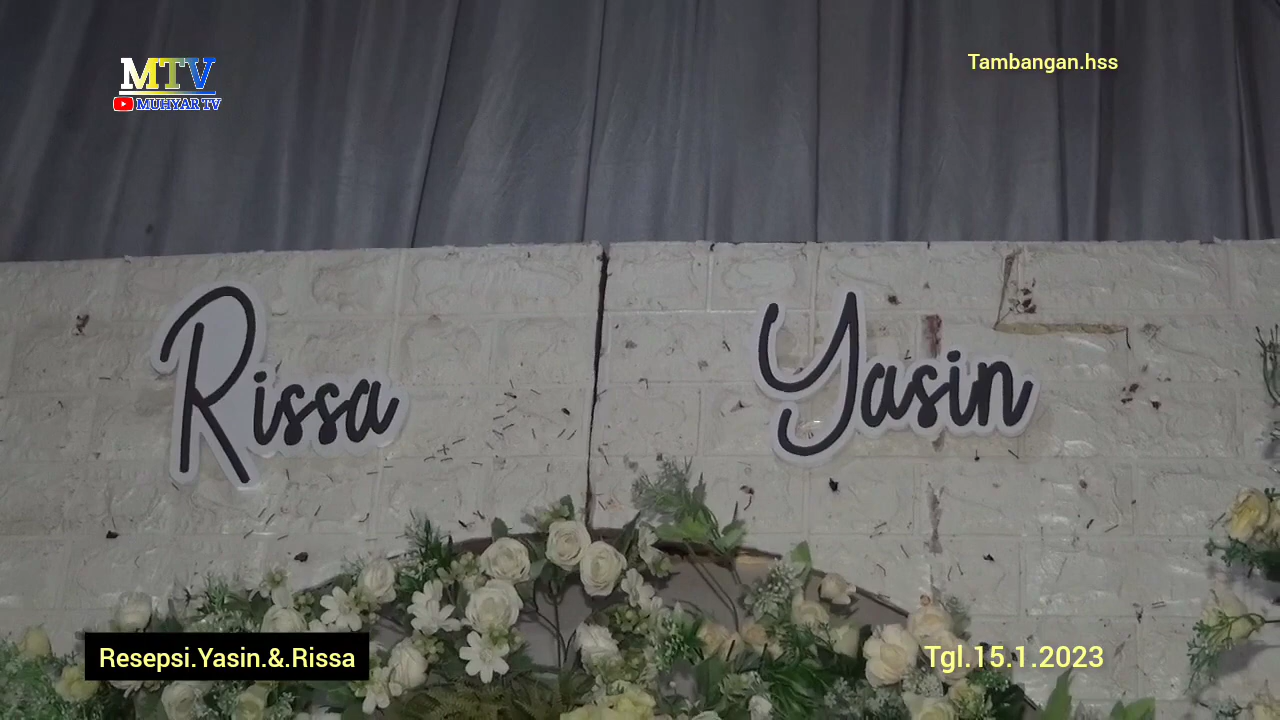 MTV
MUHYAR TV
Tambangan.hss
Rissa
Yasin
Resepsi.Yasin.&.Rissa
Tgl.15.1.2023